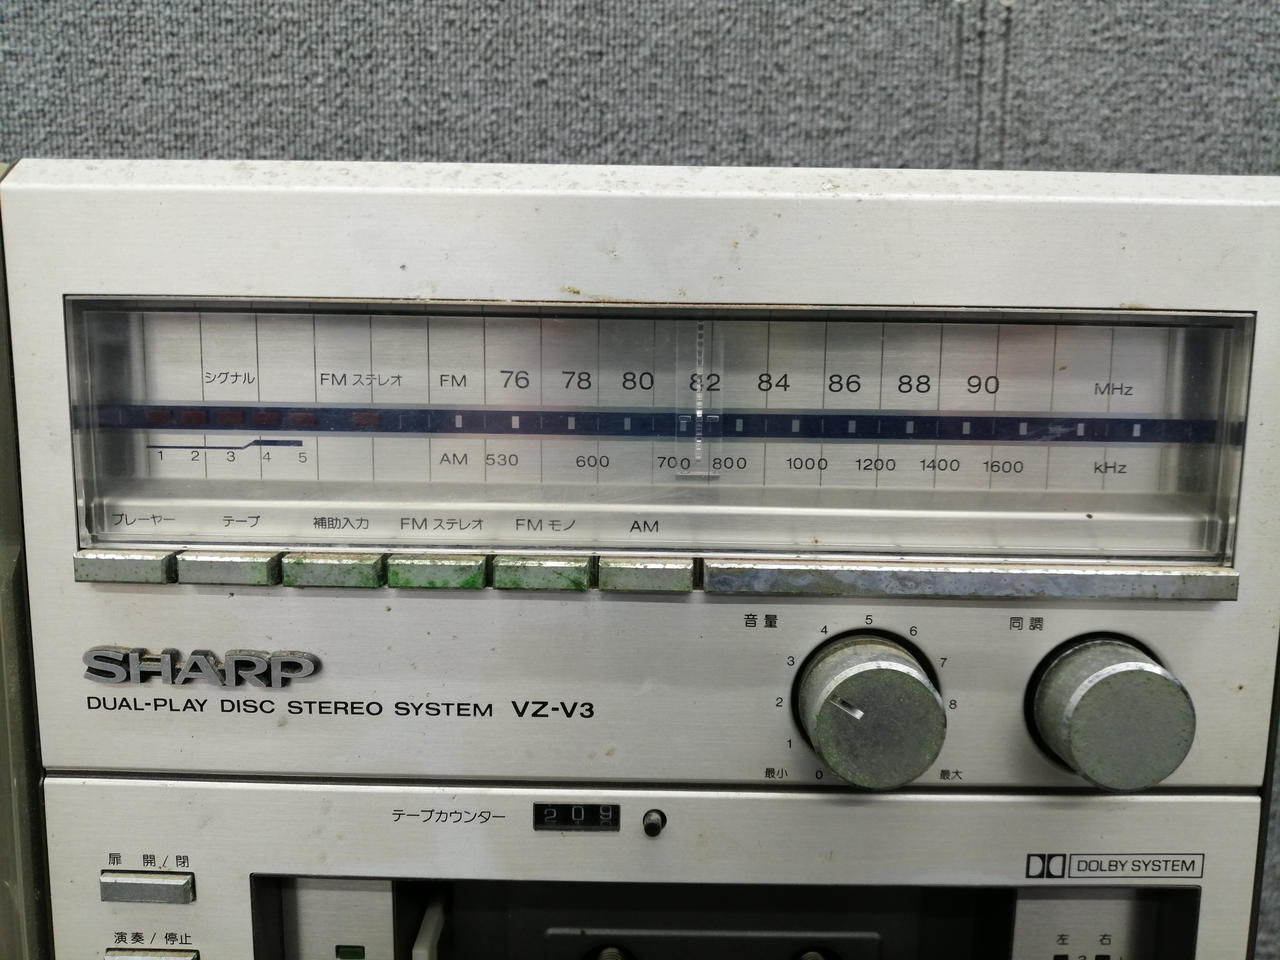 シグナル FM ステレオ FM 76 78 80 82 84 86 88 90 MHz
1 2 3 4 5 AM 530 600 700 800 1000 1200 1400 1600 kHz
プレーヤー テープ 補助入力 FM ステレオ FM モノ AM
SHARP
DUAL-PLAY DISC STEREO SYSTEM VZ-V3
音量
最小 0 1 2 3 4 5 6 7 8 最大
同調
テープカウンター 209
DOLBY SYSTEM
扉 開/閉
演奏/停止
左 右